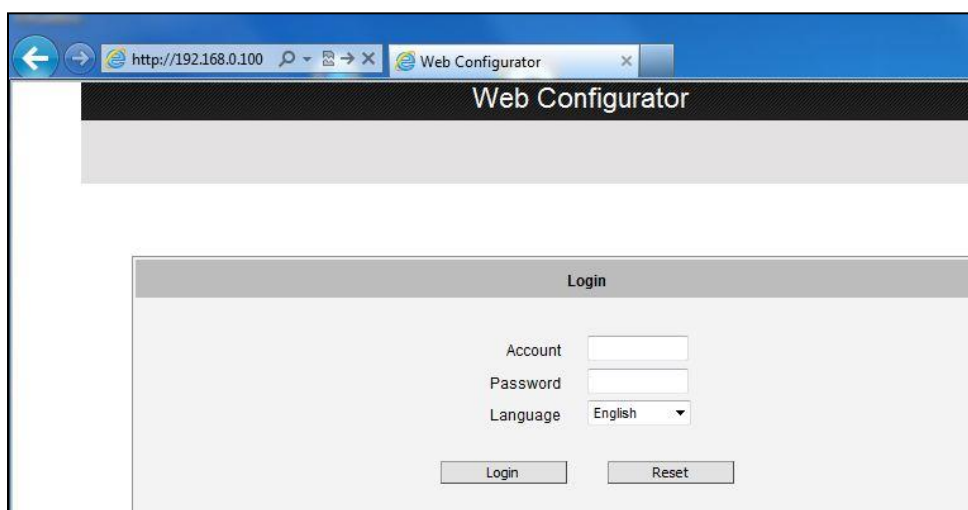 http://192.168.0.100
Web Configurator
Web Configurator
Login
Account
Password
Language English
Login Reset